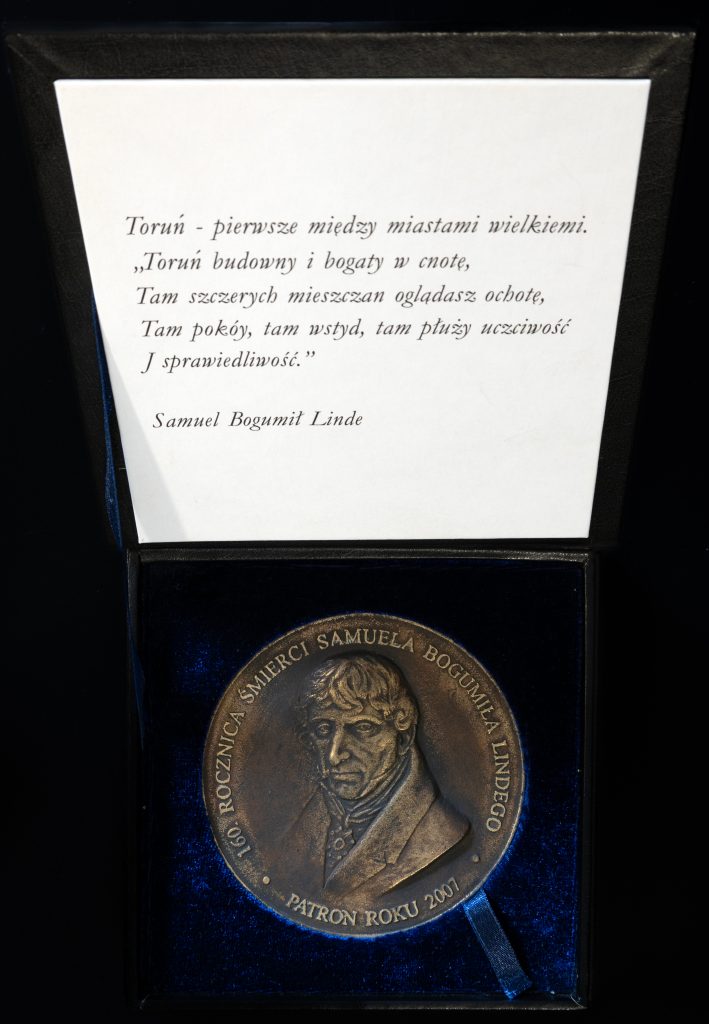 Toruń - pierwsze między miastami wielkiemi.
„Toruń budowny i bogaty w cnotę,
Tam szczerych mieszczan oglądasz ochotę,
Tam pokóy, tam wstyd, tam płuży uczciwość
J sprawiedliwość.”
Samuel Bogumił Linde
160. ROCZNICA ŚMIERCI SAMUELA BOGUMIŁA LINDEGO
PATRON ROKU 2007